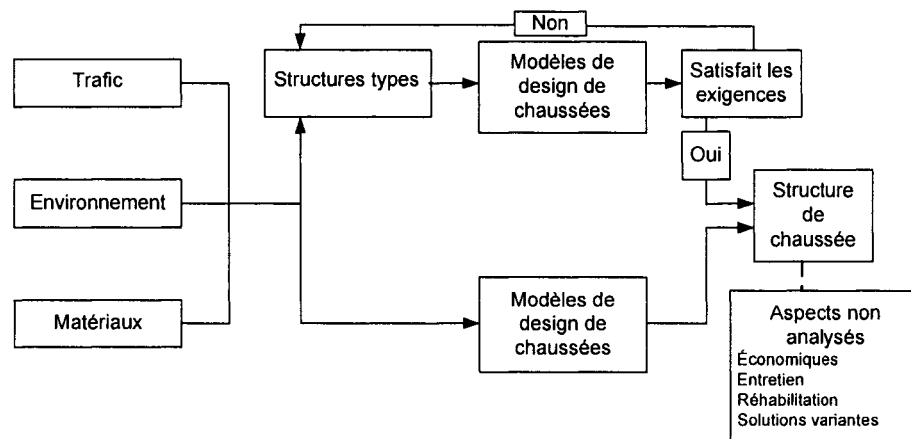 Non
Trafic
Structures types
Modèles de
design de
chaussées
Satisfait les
exigences
Oui
Environnement
Structure
de
chaussée
Matériaux
Modèles de
design de
chaussées
Aspects non
analysés
Économiques
Entretien
Réhabilitation
Solutions variantes